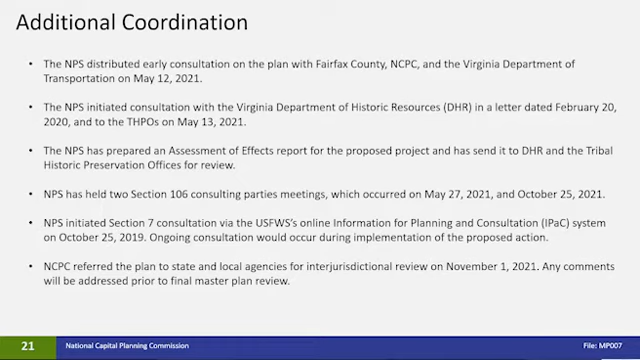 Additional Coordination
• The NPS distributed early consultation on the plan with Fairfax County, NCPC, and the Virginia Department of
Transportation on May 12, 2021.
• The NPS initiated consultation with the Virginia Department of Historic Resources (DHR) in a letter dated February 20,
2020, and to the THPOs on May 13, 2021.
• The NPS has prepared an Assessment of Effects report for the proposed project and has send it to DHR and the Tribal
Historic Preservation Offices for review.
• NPS has held two Section 106 consulting parties meetings, which occurred on May 27, 2021, and October 25, 2021.
• NPS initiated Section 7 consultation via the USFWS's online Information for Planning and Consultation (IPaC) system
on October 25, 2019. Ongoing consultation would occur during implementation of the proposed action.
• NCPC referred the plan to state and local agencies for interjurisdictional review on November 1, 2021. Any comments
will be addressed prior to final master plan review.
21 National Capital Planning Commission File: MP007